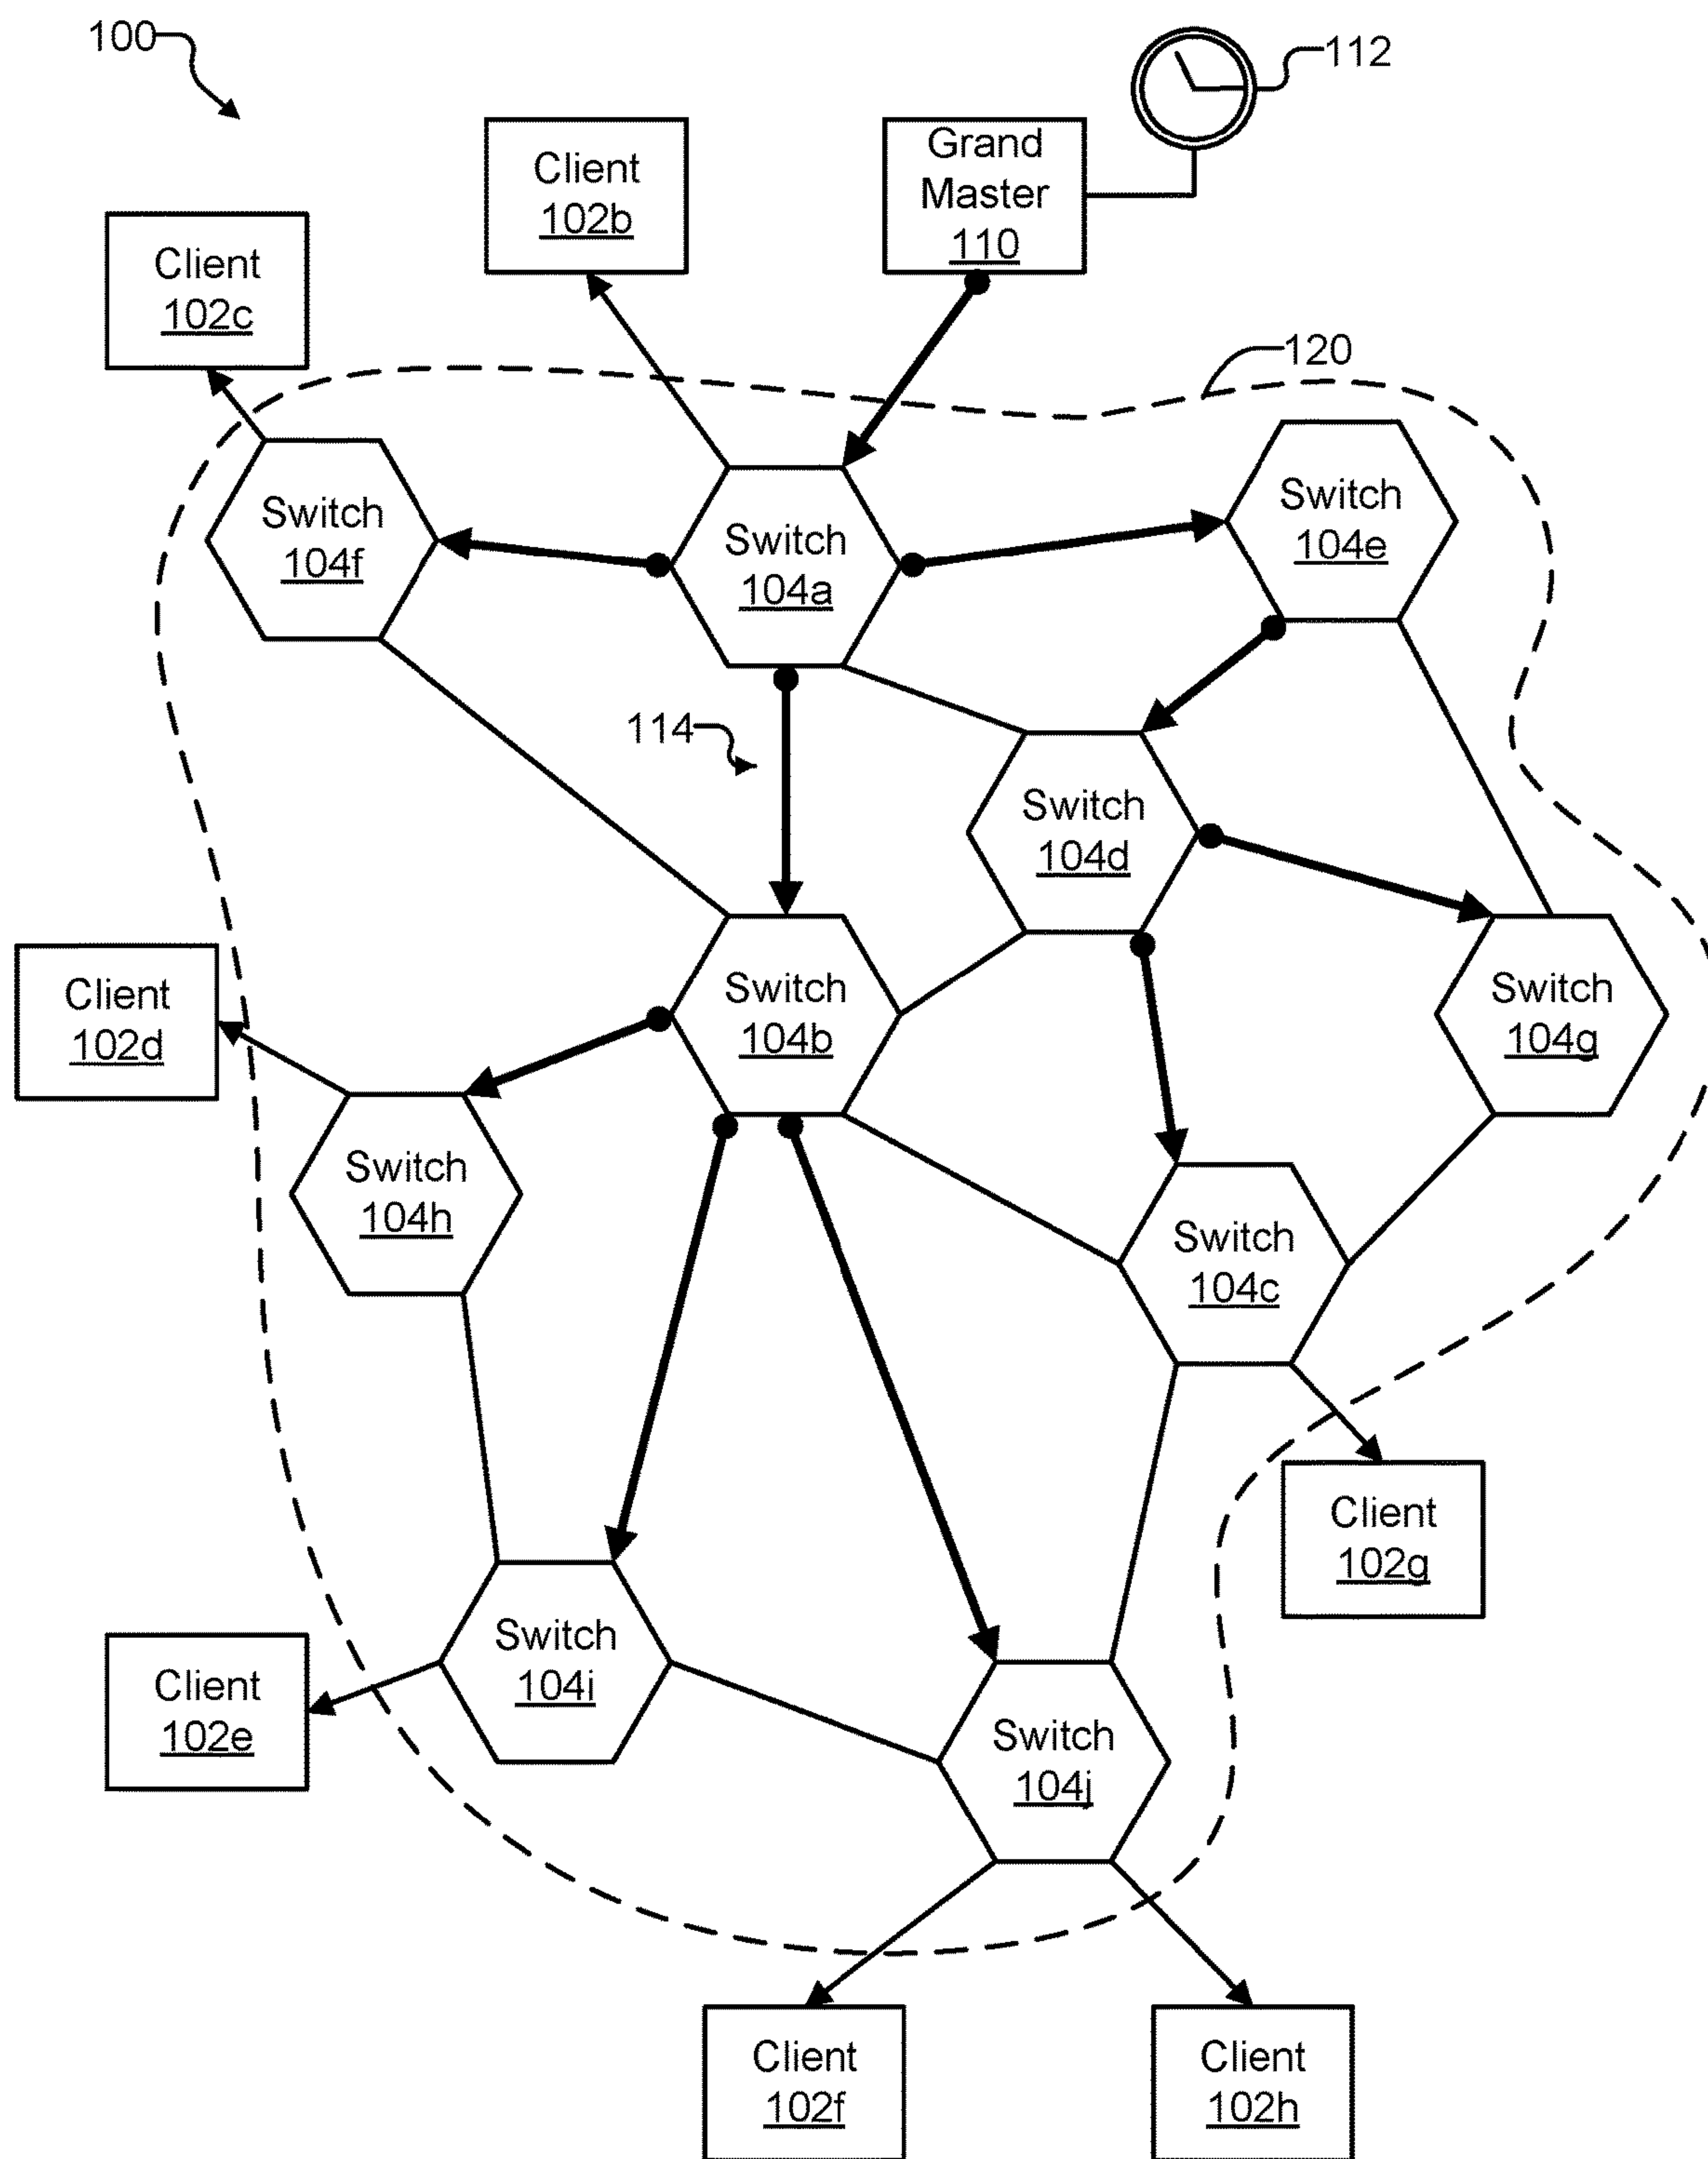 100
112
Grand
Master
110
Client
102b
Client
102c
120
Switch
104e
Switch
104f
Switch
104a
114
Switch
104d
Client
102d
Switch
104b
Switch
104g
Switch
104h
Switch
104c
Client
102g
Switch
104i
Client
102e
Switch
104j
Client
102f
Client
102h